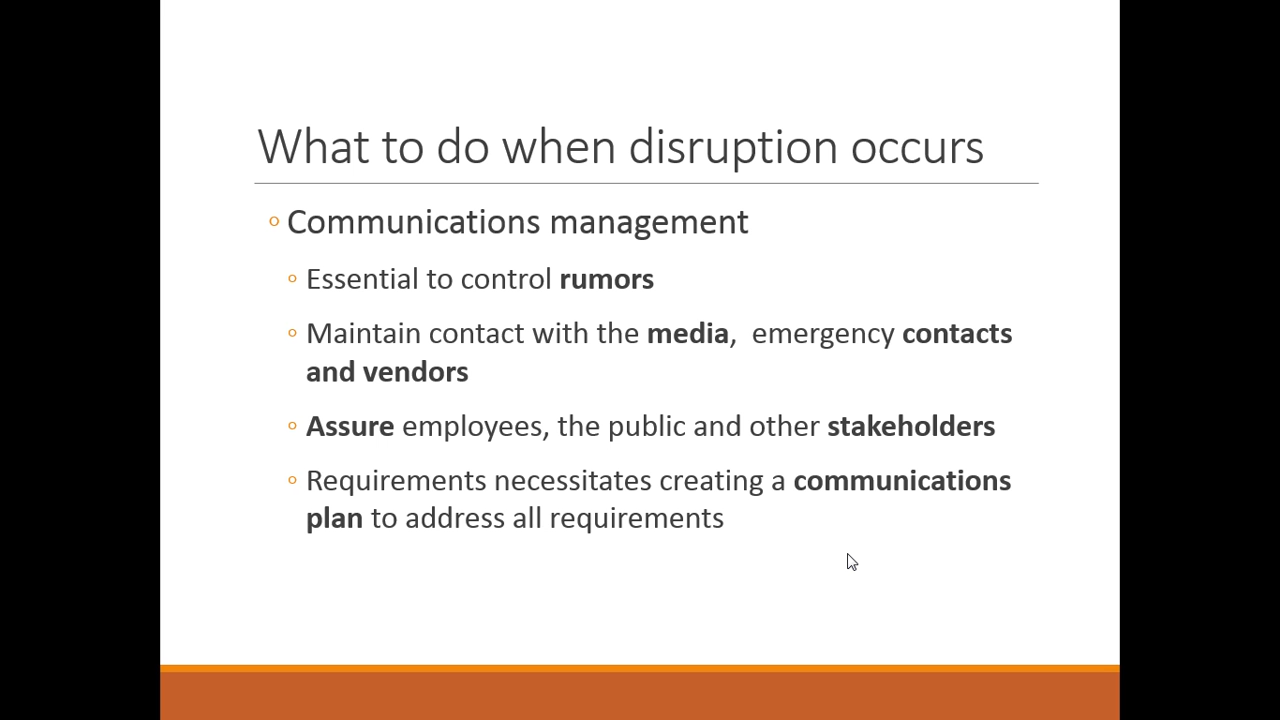 What to do when disruption occurs
Communications management
Essential to control rumors
Maintain contact with the media,  emergency contacts
and vendors
Assure employees, the public and other stakeholders
Requirements necessitates creating a communications
plan to address all requirements